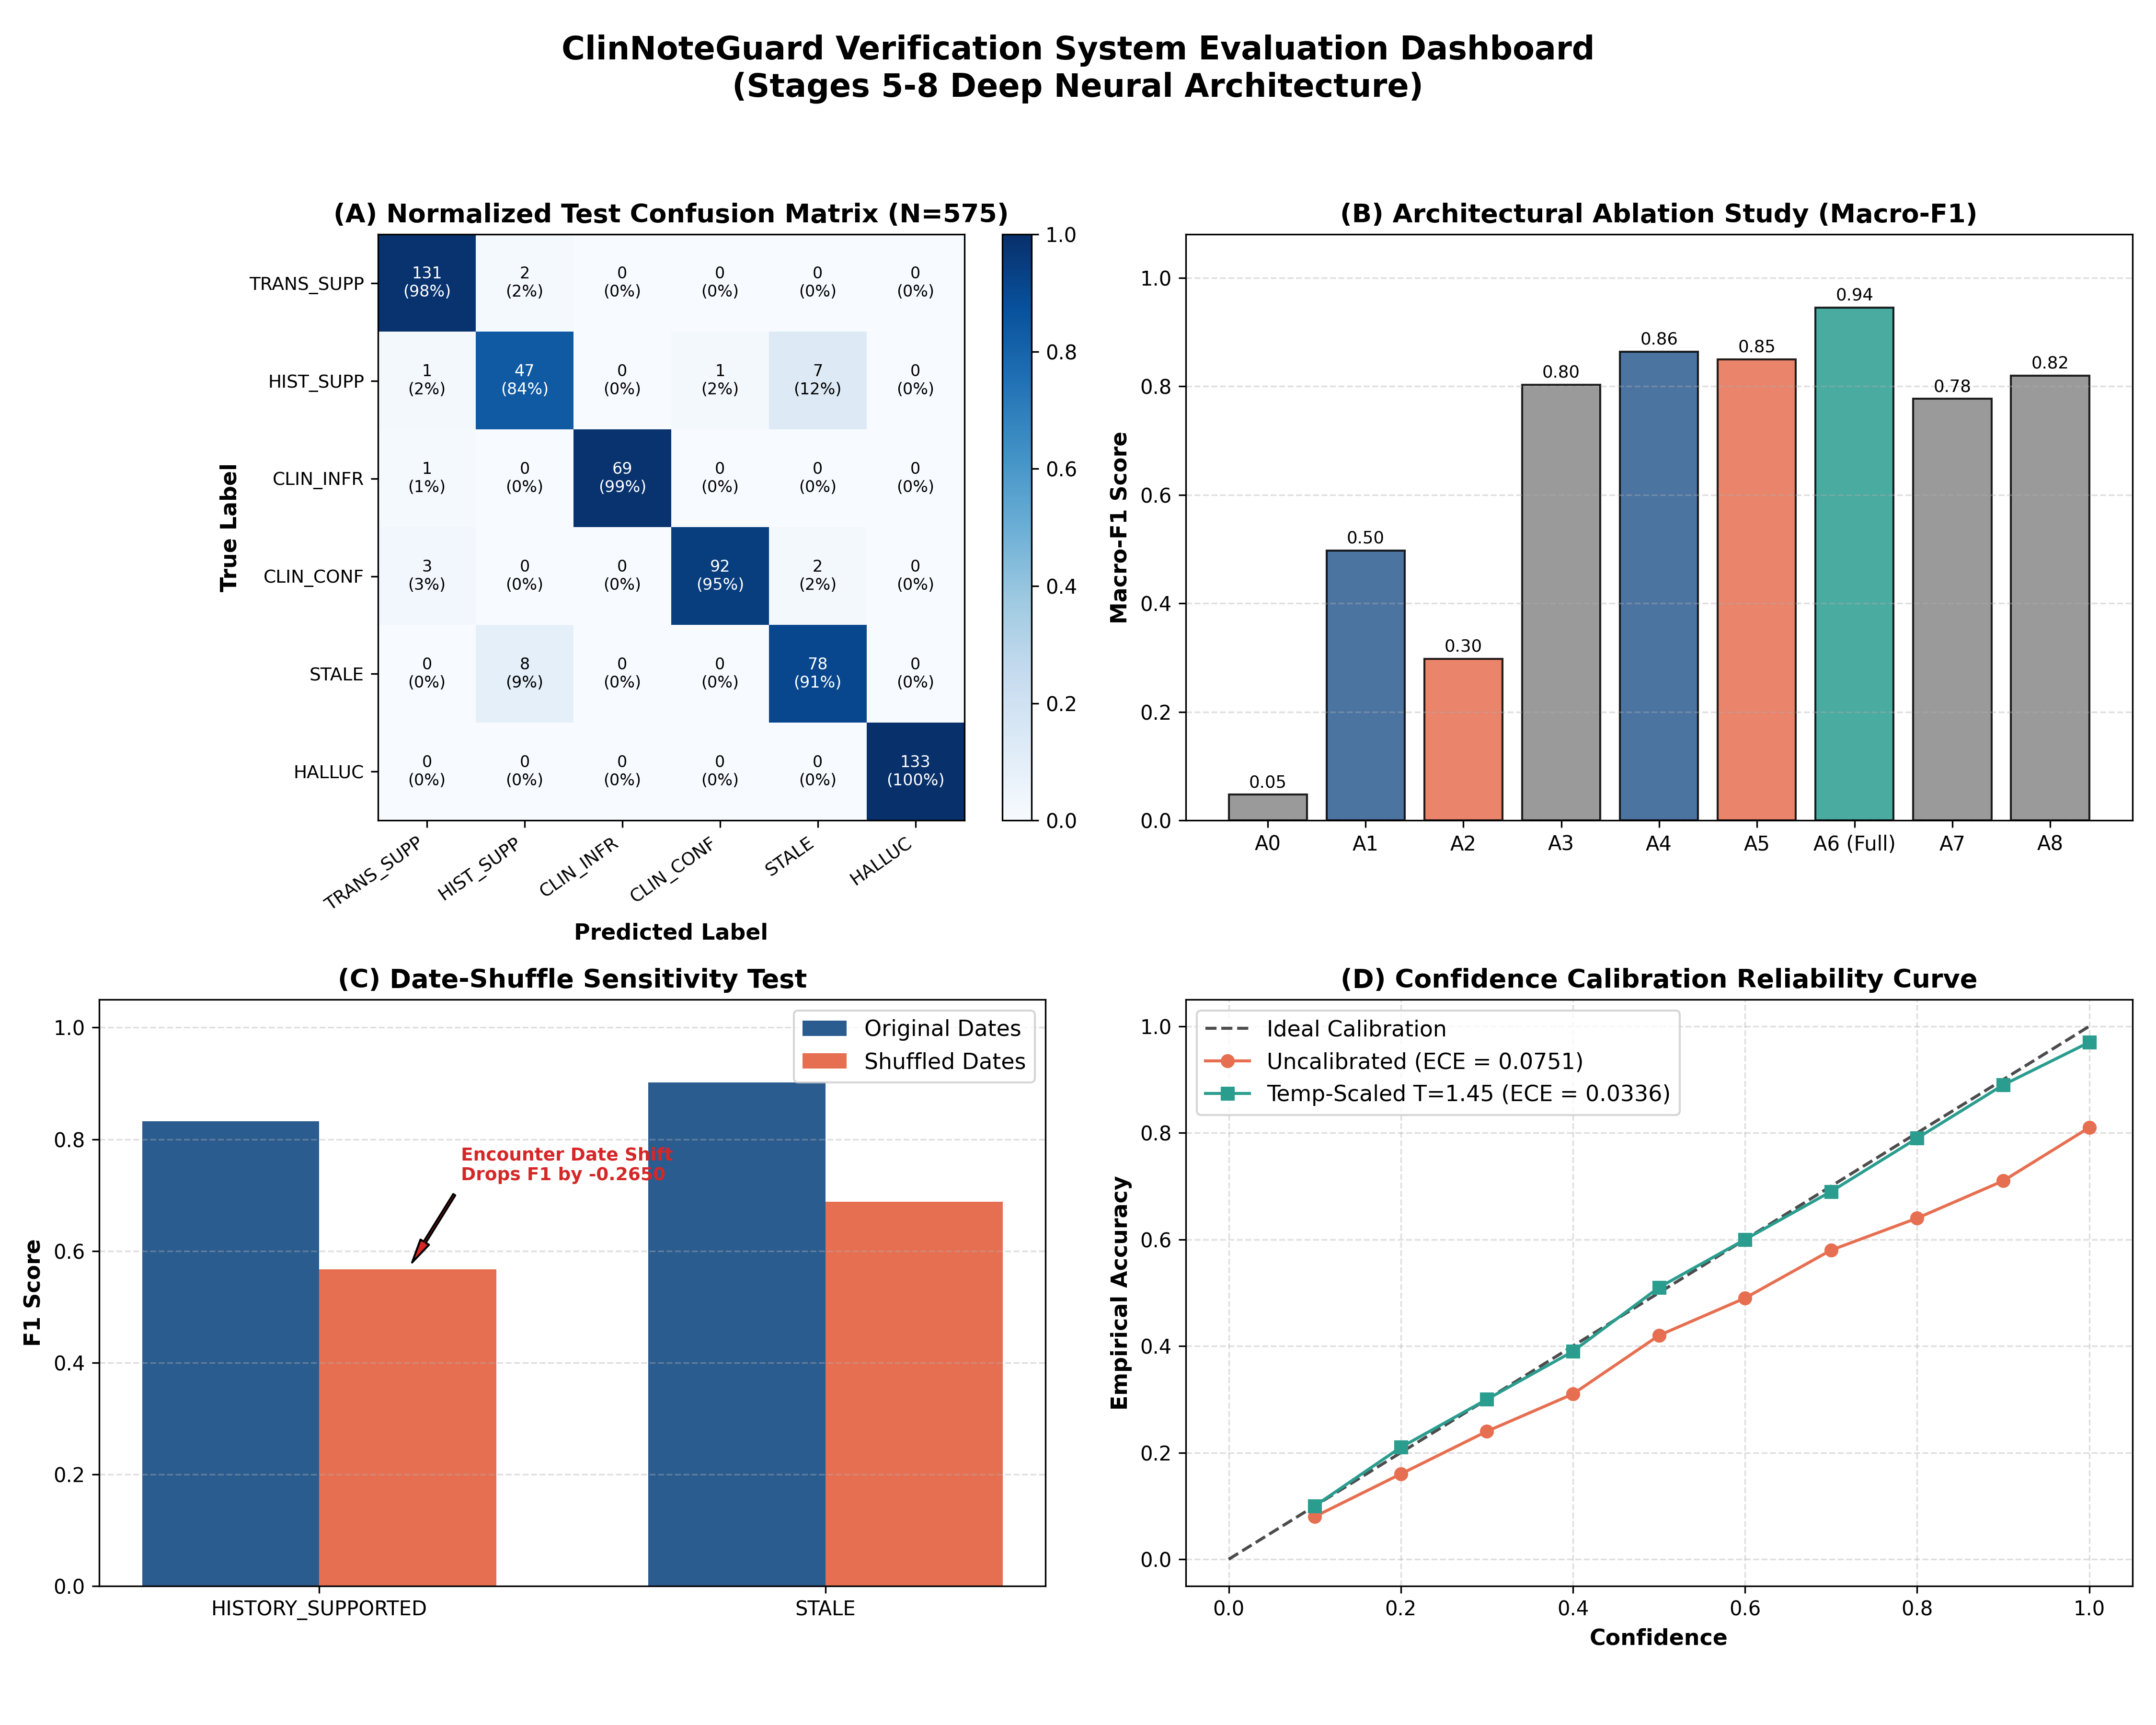 ClinNoteGuard Verification System Evaluation Dashboard
(Stages 5-8 Deep Neural Architecture)
(A) Normalized Test Confusion Matrix (N=575)
True Label
TRANS_SUPP
131 2 0 0 0 0
(98%) (2%) (0%) (0%) (0%) (0%)
HIST_SUPP
1 47 0 1 7 0
(2%) (84%) (0%) (2%) (12%) (0%)
CLIN_INFR
1 0 69 0 0 0
(1%) (0%) (99%) (0%) (0%) (0%)
CLIN_CONF
3 0 0 92 2 0
(3%) (0%) (0%) (95%) (2%) (0%)
STALE
0 8 0 0 78 0
(0%) (9%) (0%) (0%) (91%) (0%)
HALLUC
0 0 0 0 0 133
(0%) (0%) (0%) (0%) (0%) (100%)
TRANS_SUPP HIST_SUPP CLIN_INFR CLIN_CONF STALE HALLUC
Predicted Label
1.0
0.8
0.6
0.4
0.2
0.0
(B) Architectural Ablation Study (Macro-F1)
Macro-F1 Score
1.0
0.8
0.6
0.4
0.2
0.0
0.05 0.50 0.30 0.80 0.86 0.85 0.94 0.78 0.82
A0 A1 A2 A3 A4 A5 A6 (Full) A7 A8
(C) Date-Shuffle Sensitivity Test
F1 Score
1.0
0.8
0.6
0.4
0.2
0.0
Original Dates
Shuffled Dates
Encounter Date Shift
Drops F1 by -0.2650
HISTORY_SUPPORTED STALE
(D) Confidence Calibration Reliability Curve
Empirical Accuracy
1.0
0.8
0.6
0.4
0.2
0.0
Ideal Calibration
Uncalibrated (ECE = 0.0751)
Temp-Scaled T=1.45 (ECE = 0.0336)
0.0 0.2 0.4 0.6 0.8 1.0
Confidence